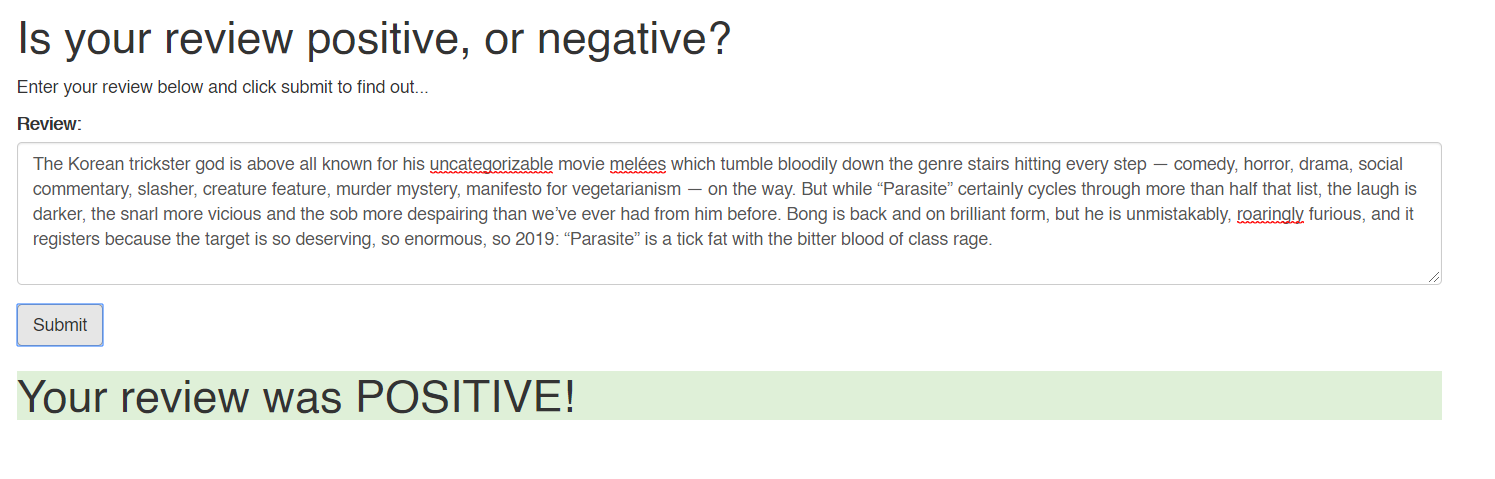 Is your review positive, or negative?
Enter your review below and click submit to find out...
Review:
The Korean trickster god is above all known for his uncategorizable movie melées which tumble bloodily down the genre stairs hitting every step — comedy, horror, drama, social
commentary, slasher, creature feature, murder mystery, manifesto for vegetarianism — on the way. But while “Parasite” certainly cycles through more than half that list, the laugh is
darker, the snarl more vicious and the sob more despairing than we’ve ever had from him before. Bong is back and on brilliant form, but he is unmistakably, roaringly furious, and it
registers because the target is so deserving, so enormous, so 2019: “Parasite” is a tick fat with the bitter blood of class rage.
Submit
Your review was POSITIVE!